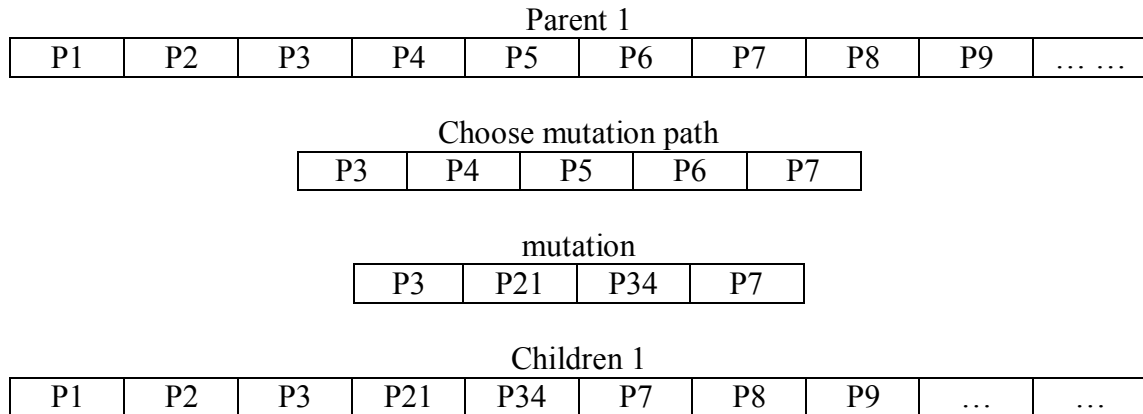 Parent 1
P1 P2 P3 P4 P5 P6 P7 P8 P9 … …
Choose mutation path
P3 P4 P5 P6 P7
mutation
P3 P21 P34 P7
Children 1
P1 P2 P3 P21 P34 P7 P8 P9 … …